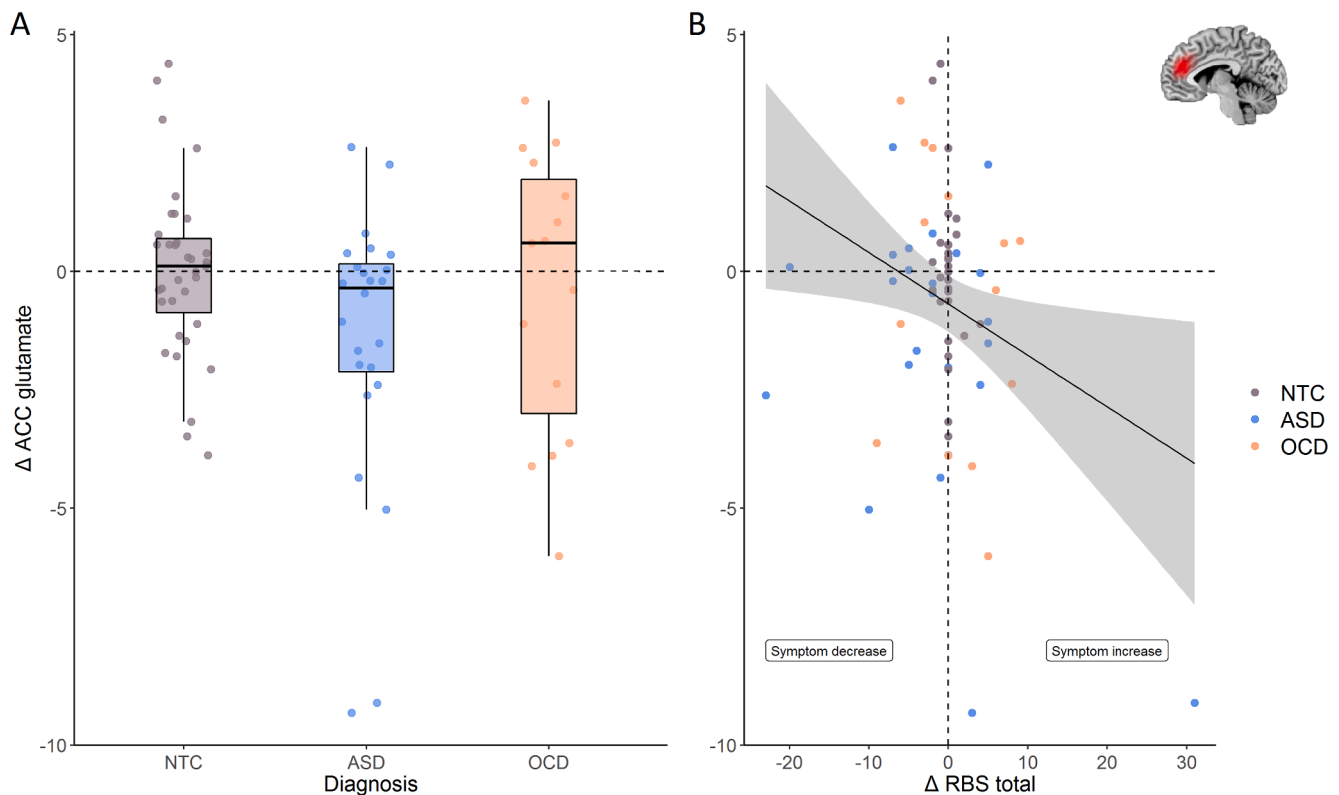 A
5
0
-5
-10
Δ ACC glutamate
NTC
ASD
OCD
Diagnosis
B
5
0
-5
-10
Symptom decrease
Symptom increase
-20
-10
0
10
20
30
Δ RBS total
NTC
ASD
OCD